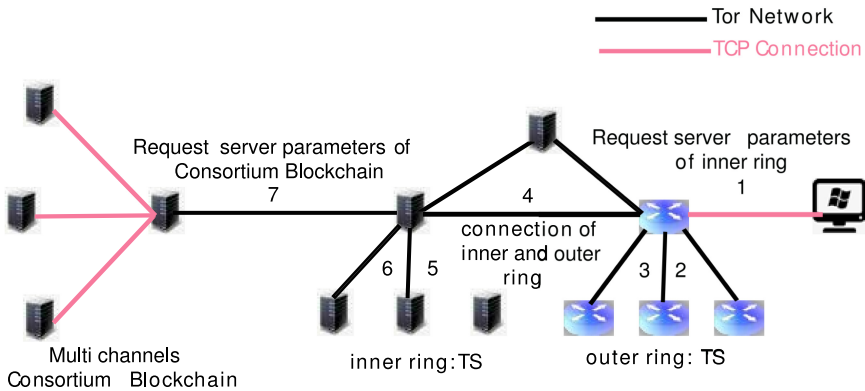 Tor Network
TCP Connection
Request server parameters of
Consortium Blockchain
7
Request server parameters
of inner ring
1
4
connection of
inner and outer
ring
6
5
3
2
Multi channels
Consortium Blockchain
inner ring:TS
outer ring: TS